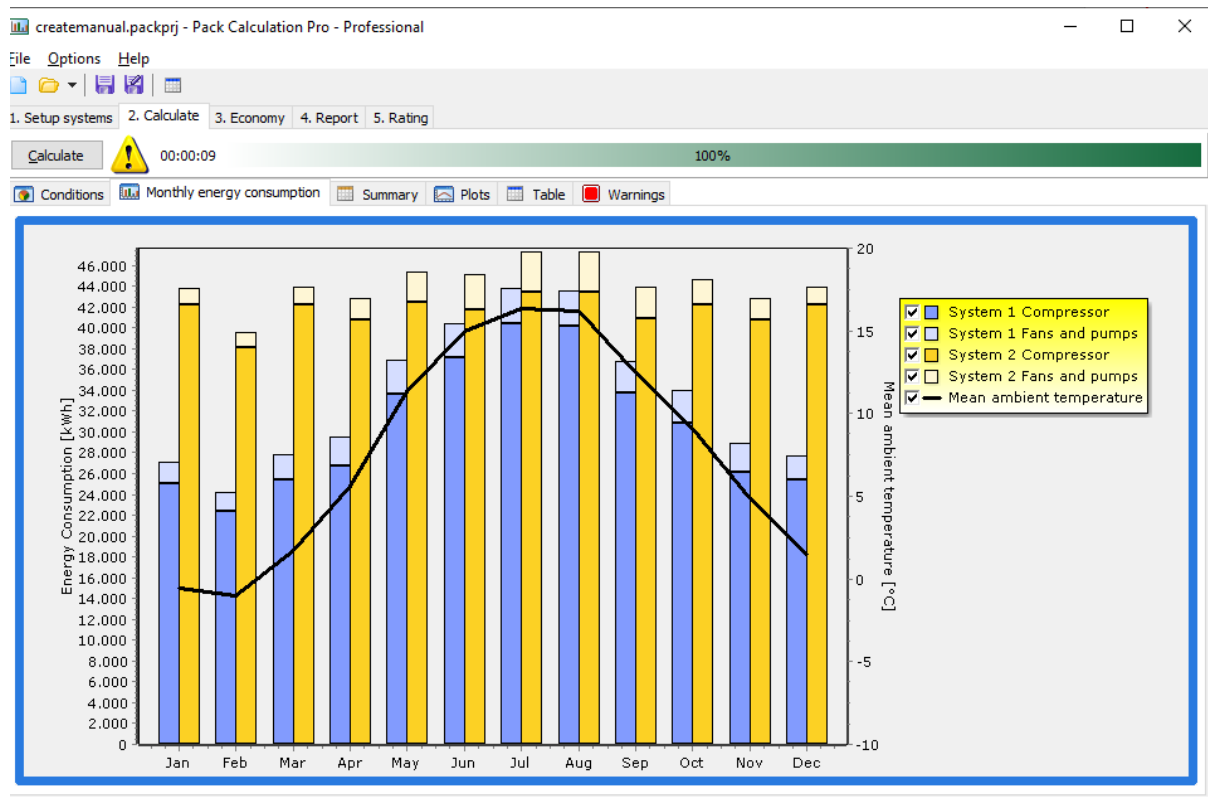 createmanual.packprj - Pack Calculation Pro - Professional
File Options Help
1. Setup systems 2. Calculate 3. Economy 4. Report 5. Rating
Calculate 00:00:09 100%
Conditions Monthly energy consumption Summary Plots Table Warnings
Energy Consumption [kWh]
46.000
44.000
42.000
40.000
38.000
36.000
34.000
32.000
30.000
28.000
26.000
24.000
22.000
20.000
18.000
16.000
14.000
12.000
10.000
8.000
6.000
4.000
2.000
0
Jan Feb Mar Apr May Jun Jul Aug Sep Oct Nov Dec
20
15
10
5
0
-5
-10
Mean ambient temperature [°C]
System 1 Compressor
System 1 Fans and pumps
System 2 Compressor
System 2 Fans and pumps
Mean ambient temperature